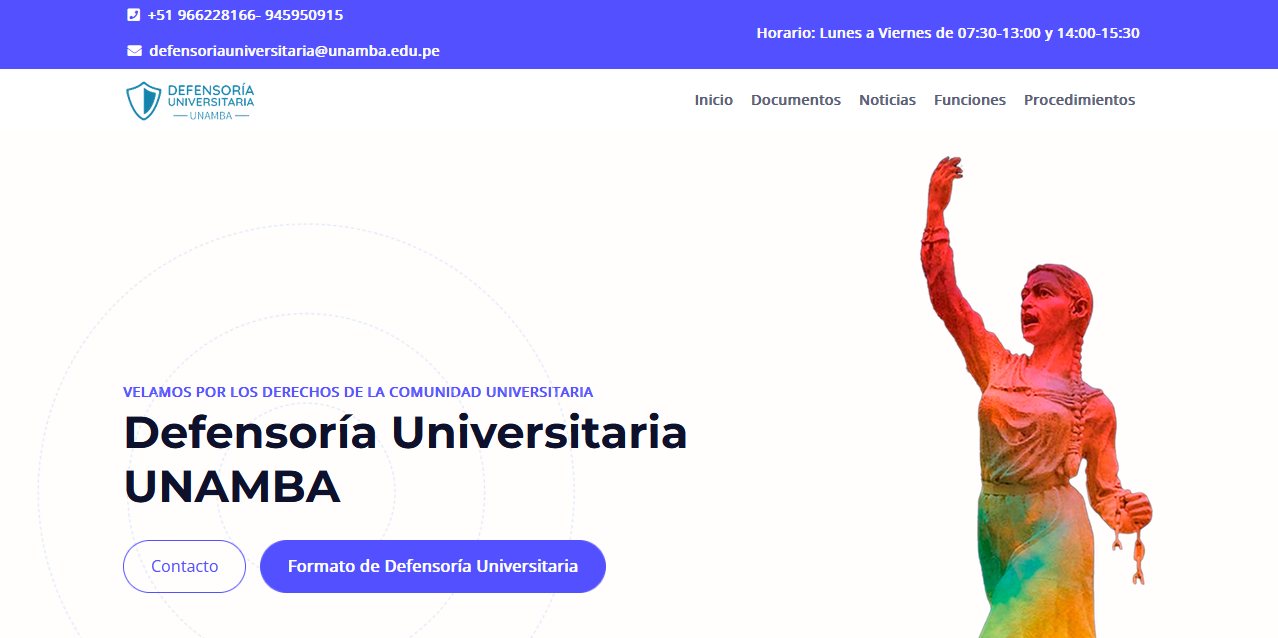 +51 966228166- 945950915
defensoriauniversitaria@unamba.edu.pe
Horario: Lunes a Viernes de 07:30-13:00 y 14:00-15:30
DEFENSORÍA
UNIVERSITARIA
UNAMBA
Inicio Documentos Noticias Funciones Procedimientos
VELAMOS POR LOS DERECHOS DE LA COMUNIDAD UNIVERSITARIA
Defensoría Universitaria
UNAMBA
Contacto Formato de Defensoría Universitaria